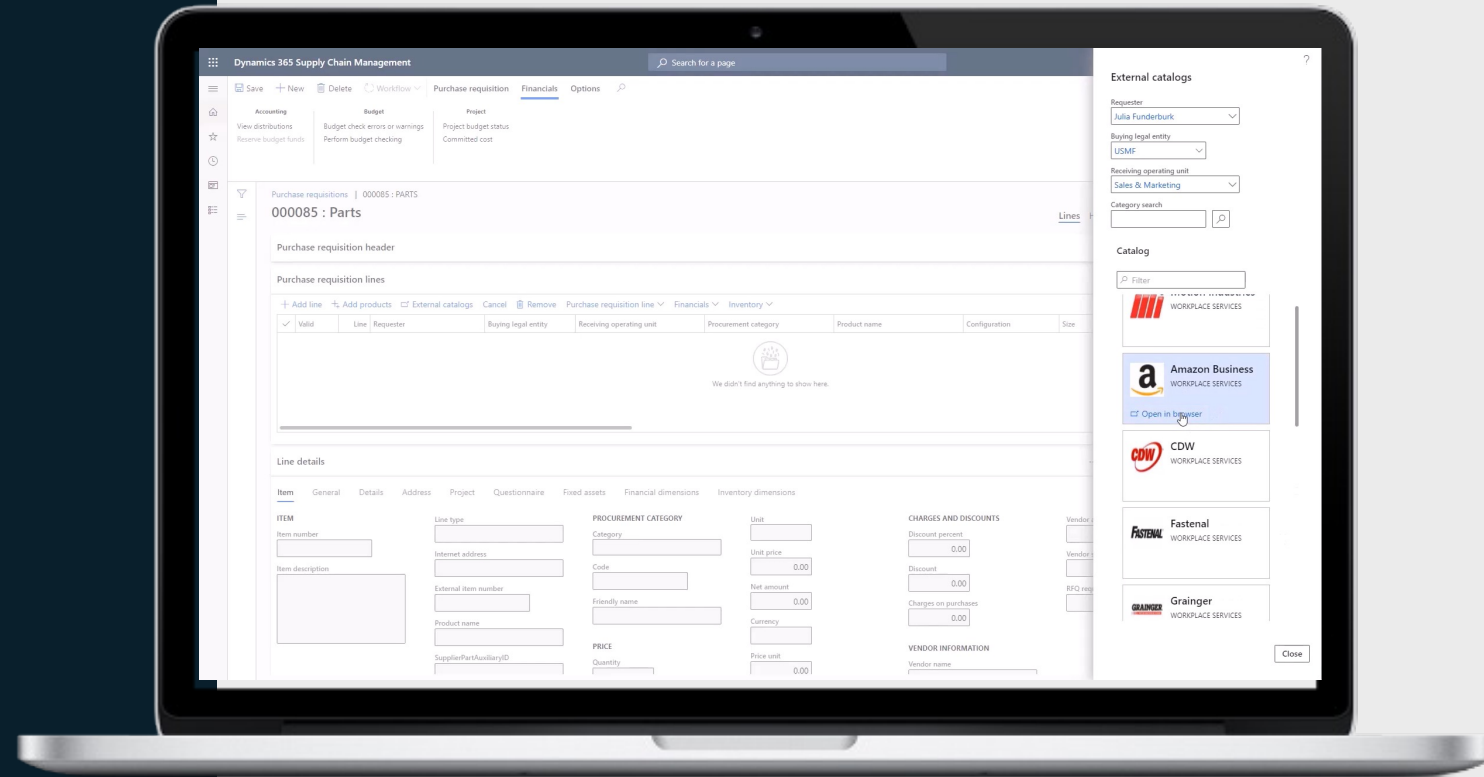 Dynamics 365 Supply Chain Management
Search for a page
Save
New
Delete
Workflow
Purchase requisition
Financials
Options
Accounting
View distributions
Reserve budget funds
Budget
Budget check errors or warnings
Perform budget checking
Project
Project budget status
Committed cost
Purchase requisitions | 000085 : PARTS
000085 : Parts
Lines
Purchase requisition header
Purchase requisition lines
Add line
Add products
External catalogs
Cancel
Remove
Purchase requisition line
Financials
Inventory
Valid
Line
Requester
Buying legal entity
Receiving operating unit
Procurement category
Product name
Configuration
Size
We didn't find anything to show here.
Line details
Item
General
Details
Address
Project
Questionnaire
Fixed assets
Financial dimensions
Inventory dimensions
ITEM
Item number
Item description
Line type
Internet address
External item number
Product name
SupplierPartAuxiliaryID
PROCUREMENT CATEGORY
Category
Code
Friendly name
PRICE
Quantity
Unit
Unit price
0.00
Net amount
0.00
Currency
Price unit
0.00
CHARGES AND DISCOUNTS
Discount percent
0.00
Discount
0.00
Charges on purchases
0.00
VENDOR INFORMATION
Vendor name
Vendor
Vendor
RFQ
?
External catalogs
Requester
Julia Funderburk
Buying legal entity
USMF
Receiving operating unit
Sales & Marketing
Category search
Catalog
Filter
Motion Industries
WORKPLACE SERVICES
a
Amazon Business
WORKPLACE SERVICES
Open in browser
CDW
CDW
WORKPLACE SERVICES
FASTENAL
Fastenal
WORKPLACE SERVICES
GRAINGER
Grainger
WORKPLACE SERVICES
Close